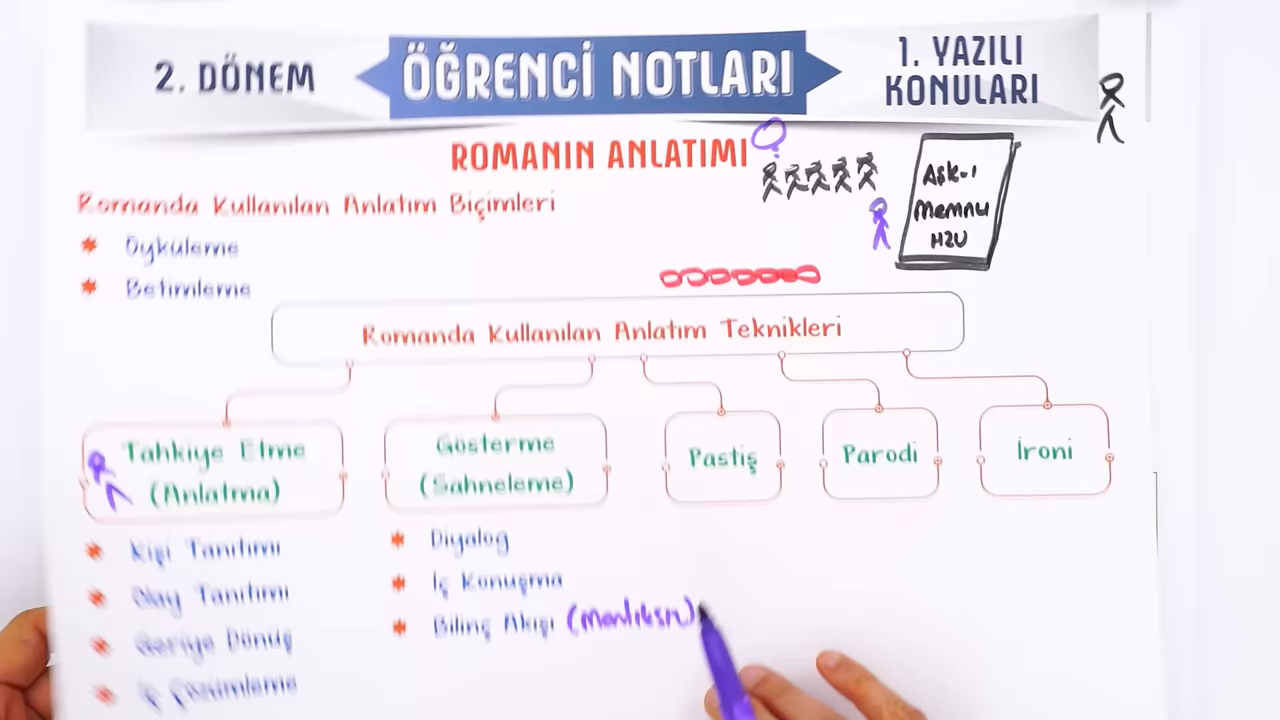 2. DÖNEM
ÖĞRENCİ NOTLARI
1. YAZILI
KONULARI
ROMANIN ANLATIMI
Romanda Kullanılan Anlatım Biçimleri
Öyküleme
Betimleme
Aşk-ı
Memnu
HZU
Romanda Kullanılan Anlatım Teknikleri
Tahkiye Etme
(Anlatma)
Kişi Tanıtımı
Olay Tanıtımı
Geriye Dönüş
İç Çözümleme
Gösterme
(Sahneleme)
Diyalog
İç Konuşma
Bilinç Akışı (Mantıksız)
Pastiş
Parodi
İroni